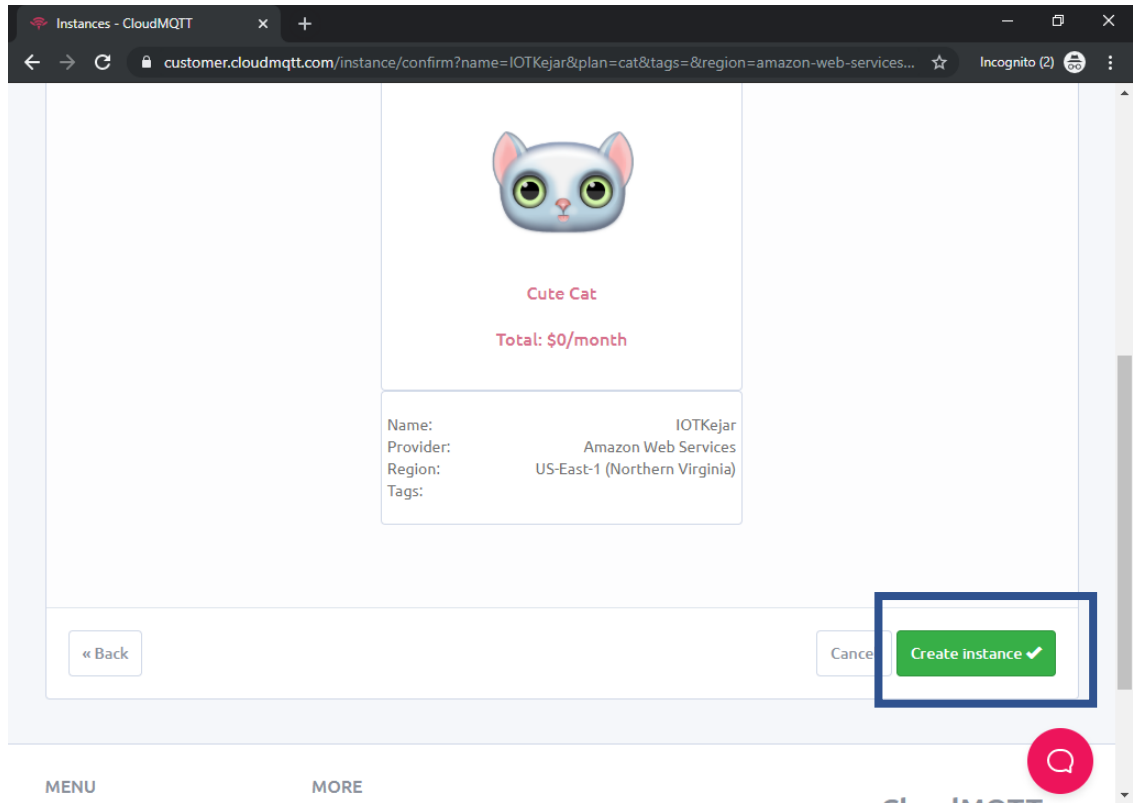 Instances - CloudMQTT
customer.cloudmqtt.com/instance/confirm?name=IOTKejar&plan=cat&tags=&region=amazon-web-services...
Incognito (2)
Cute Cat
Total: $0/month
Name: IOTKejar
Provider: Amazon Web Services
Region: US-East-1 (Northern Virginia)
Tags:
« Back
Cance
Create instance ✔
MENU
MORE
CloudMQTT